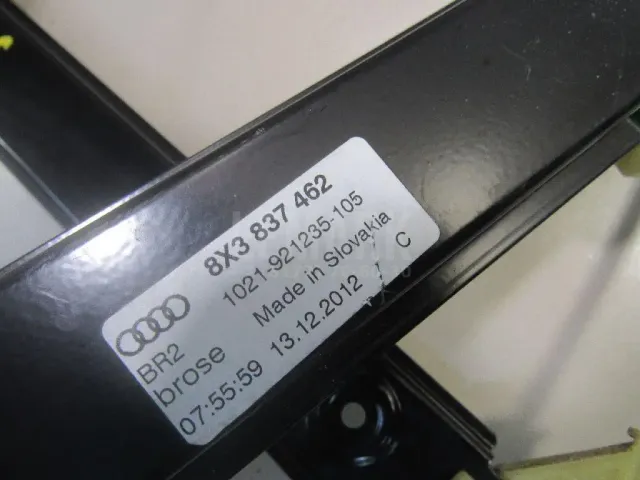 8X3 837 462
1021-921235-105
BR2 Made in Slovakia
brose 13.12.2012 C
07:55:59